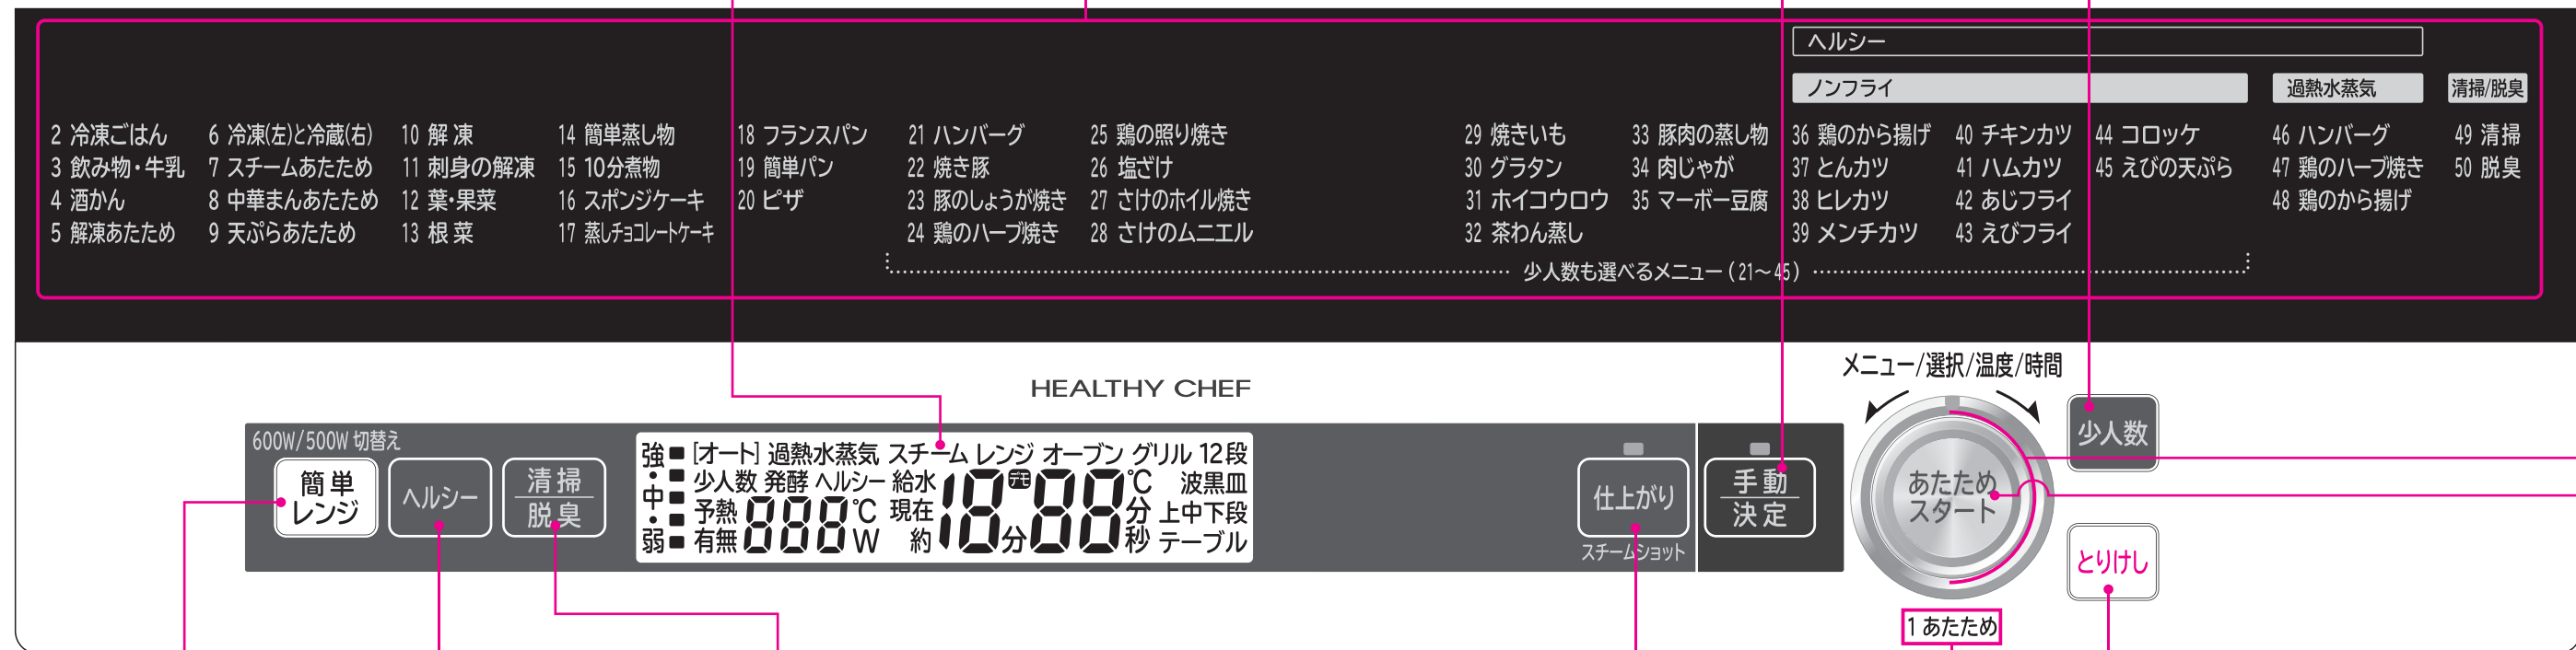 ヘルシー
ノンフライ 過熱水蒸気 清掃/脱臭
2 冷凍ごはん 6 冷凍(左)と冷蔵(右) 10 解凍 14 簡単蒸し物 18 フランスパン 21 ハンバーグ 25 鶏の照り焼き 29 焼きいも 33 豚肉の蒸し物 36 鶏のから揚げ 40 チキンカツ 44 コロッケ 46 ハンバーグ 49 清掃
3 飲み物・牛乳 7 スチームあたため 11 刺身の解凍 15 10分煮物 19 簡単パン 22 焼き豚 26 塩ざけ 30 グラタン 34 肉じゃが 37 とんカツ 41 ハムカツ 45 えびの天ぷら 47 鶏のハーブ焼き 50 脱臭
4 酒かん 8 中華まんあたため 12 葉・果菜 16 スポンジケーキ 20 ピザ 23 豚のしょうが焼き 27 さけのホイル焼き 31 ホイコウロウ 35 マーボー豆腐 38 ヒレカツ 42 あじフライ 48 鶏のから揚げ
5 解凍あたため 9 天ぷらあたため 13 根菜 17 蒸しチョコレートケーキ 24 鶏のハーブ焼き 28 さけのムニエル 32 茶わん蒸し 39 メンチカツ 43 えびフライ
少人数も選べるメニュー(21〜45)
メニュー/選択/温度/時間
HEALTHY CHEF
600W/500W 切替え
簡単
レンジ
ヘルシー
清掃
脱臭
強 [オート] 過熱水蒸気 スチーム レンジ オーブン グリル 12段
・ 少人数 発酵 ヘルシー 給水 18 デモ 88 ℃ 波黒皿
中 予熱 888 ℃ 現在 分 上中下段
・
弱 有無 W 約 分 秒 テーブル
仕上がり
スチームショット
手動
決定
あたため
スタート
少人数
とりけし
1 あたため